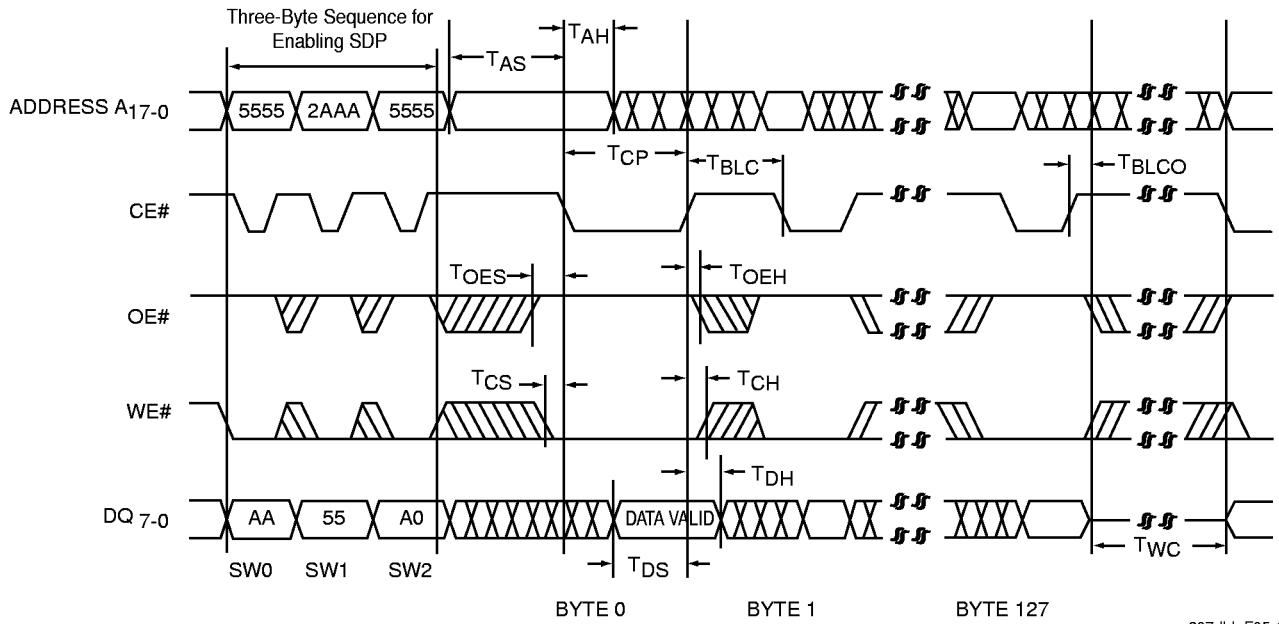 Three-Byte Sequence for
Enabling SDP
TAS
TAH
ADDRESS A17-0
5555
2AAA
5555
TCP
TBLC
TBLCO
CE#
TOES
TOEH
OE#
TCS
TCH
WE#
TDH
DQ 7-0
AA
55
A0
DATA VALID
SW0
SW1
SW2
TDS
TWC
BYTE 0
BYTE 1
BYTE 127